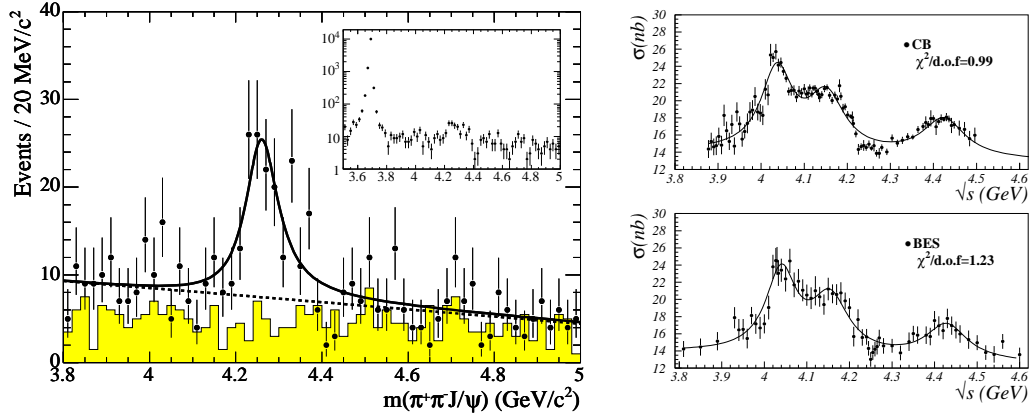 Events / 20 MeV/c²
40
30
20
10
0
3.8 4 4.2 4.4 4.6 4.8 5
m(π⁺π⁻J/ψ) (GeV/c²)
10⁴
10³
10²
10
1
3.6 3.8 4 4.2 4.4 4.6 4.8 5
σ(nb)
30
28
26
24
22
20
18
16
14
12
CB
χ²/d.o.f=0.99
3.8 3.9 4 4.1 4.2 4.3 4.4 4.5 4.6
√s (GeV)
σ(nb)
30
28
26
24
22
20
18
16
14
12
BES
χ²/d.o.f=1.23
3.8 3.9 4 4.1 4.2 4.3 4.4 4.5 4.6
√s (GeV)